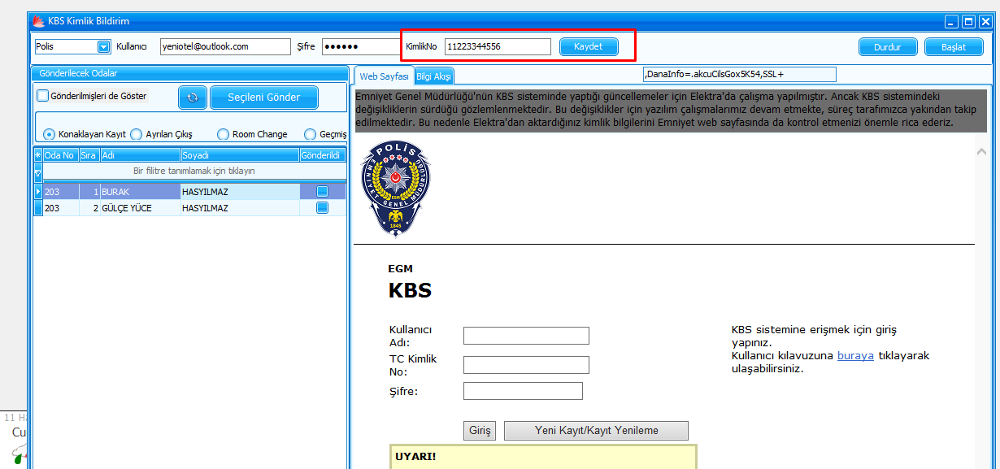 KBS Kimlik Bildirim
Polis Kullanıcı yeniotel@outlook.com Şifre ●●●●●● KimlikNo 11223344556 Kaydet Durdur Başlat
Gönderilecek Odalar
Gönderilmişleri de Göster Seçileni Gönder
Konaklayan Kayıt Ayrılan Çıkış Room Change Geçmiş
Oda No Sıra Adı Soyadı Gönderildi
Bir filitre tanımlamak için tıklayın
203 1 BURAK HASYILMAZ
203 2 GÜLÇE YÜCE HASYILMAZ
Web Sayfası Bilgi Akışı ,DanaInfo=.akcuCilsGox5K54,SSL+
Emniyet Genel Müdürlüğü'nün KBS sisteminde yaptığı güncellemeler için Elektra'da çalışma yapılmıştır. Ancak KBS sistemindeki
değişikliklerin sürdüğü gözlemlenmektedir. Bu değişiklikler için yazılım çalışmalarımız devam etmekte, süreç tarafımızca yakından takip
edilmektedir. Bu nedenle Elektra'dan aktardığınız kimlik bilgilerini Emniyet web sayfasında da kontrol etmenizi önemle rica ederiz.
POLİS
EMNİYET GENEL MÜDÜRLÜĞÜ
EGM
1845
EGM
KBS
Kullanıcı
Adı:
TC Kimlik
No:
Şifre:
Giriş Yeni Kayıt/Kayıt Yenileme
UYARI!
KBS sistemine erişmek için giriş
yapınız.
Kullanıcı kılavuzuna buraya tıklayarak
ulaşabilirsiniz.
11 H
Cu